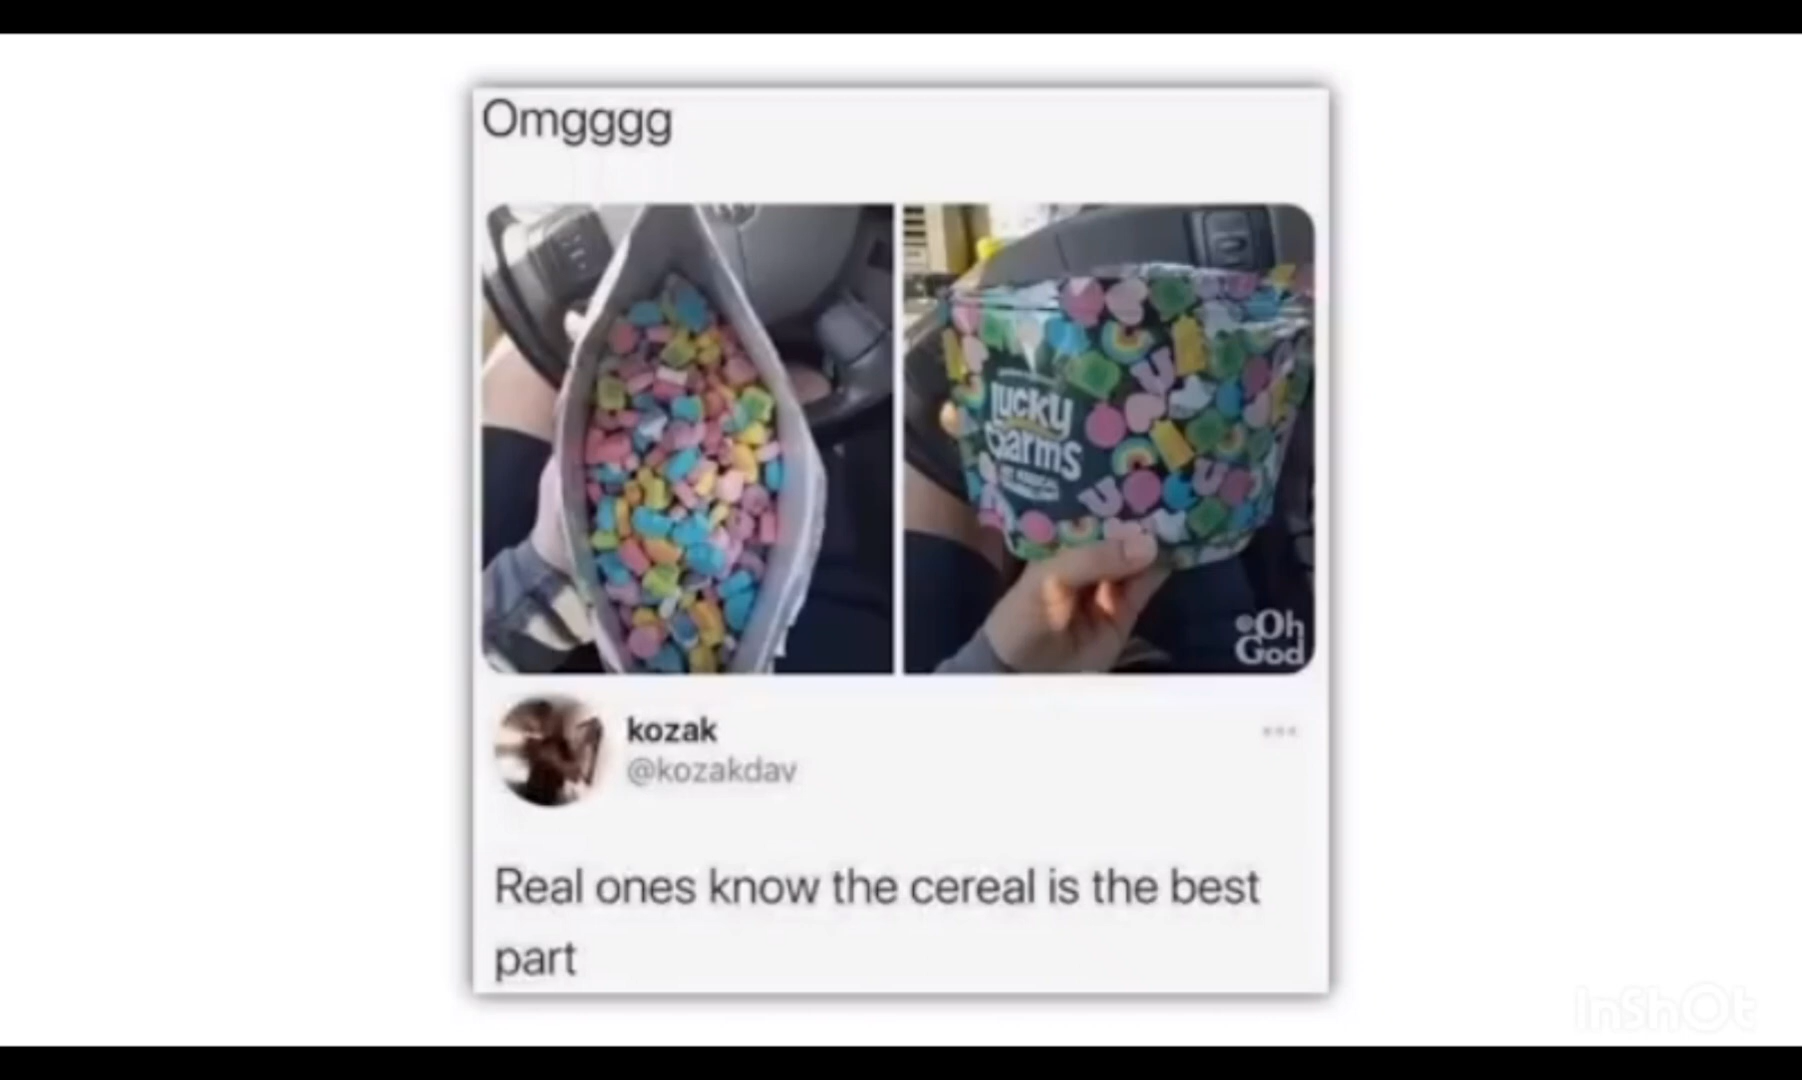 Omgggg
Lucky
Charms
@Oh
God
kozak
@kozakdav
Real ones know the cereal is the best
part
InShOt